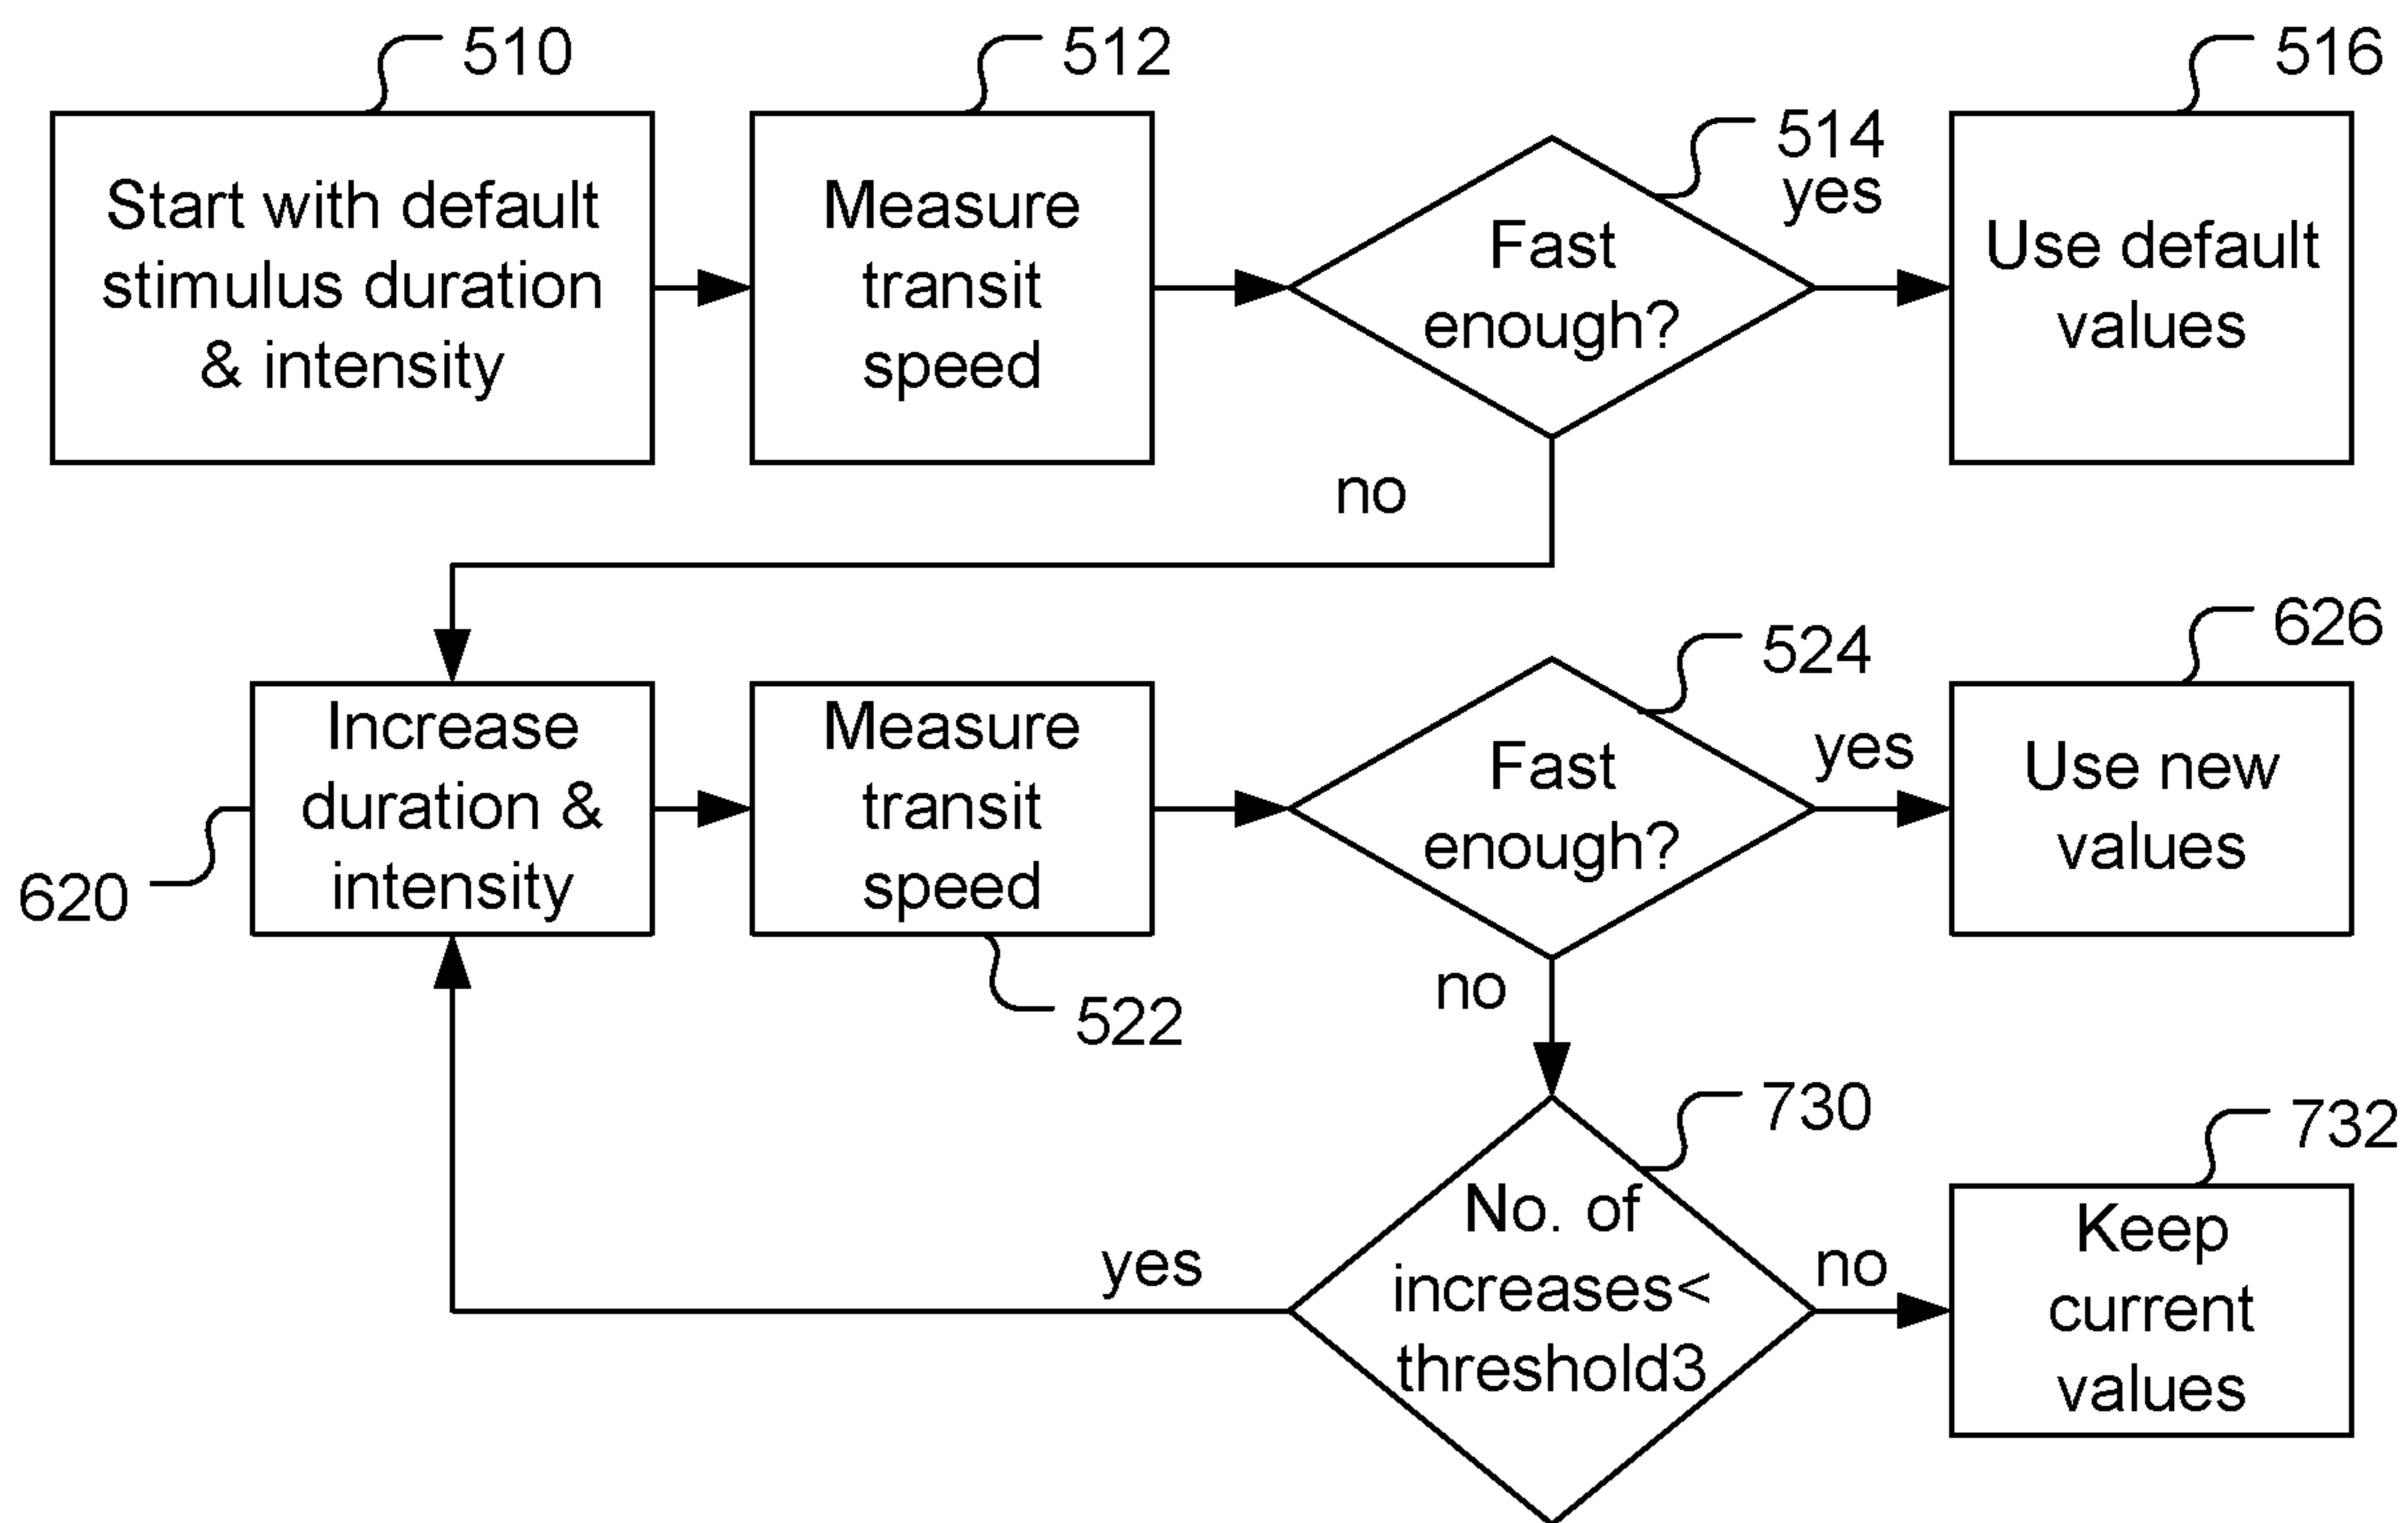 510
Start with default
stimulus duration
& intensity
512
Measure
transit
speed
514
yes
Fast
enough?
516
Use default
values
no
620
Increase
duration &
intensity
Measure
transit
speed
522
524
Fast
enough?
yes
626
Use new
values
no
730
No. of
increases<
threshold3
yes
no
732
Keep
current
values